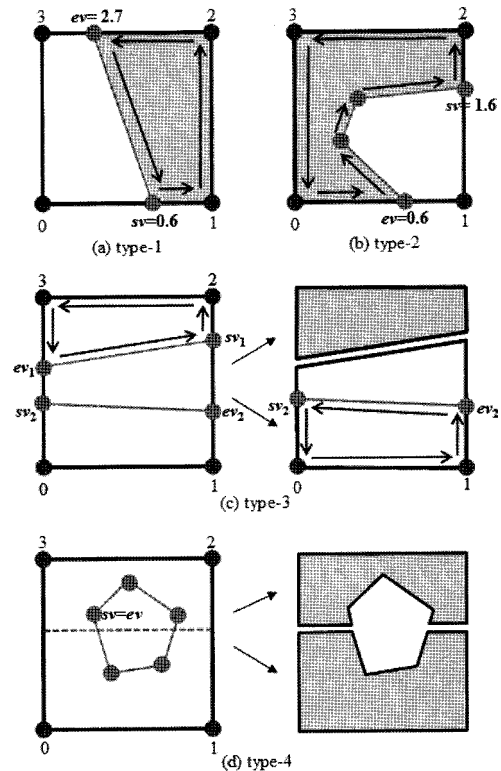 ev= 2.7
3 2
0 sv=0.6 1
(a) type-1
3 2
sv= 1.6
0 ev=0.6 1
(b) type-2
3 2
sv₁
ev₁
sv₂
ev₂
0 1
sv₂
ev₂
0 1
(c) type-3
3 2
sv=ev
0 1
(d) type-4